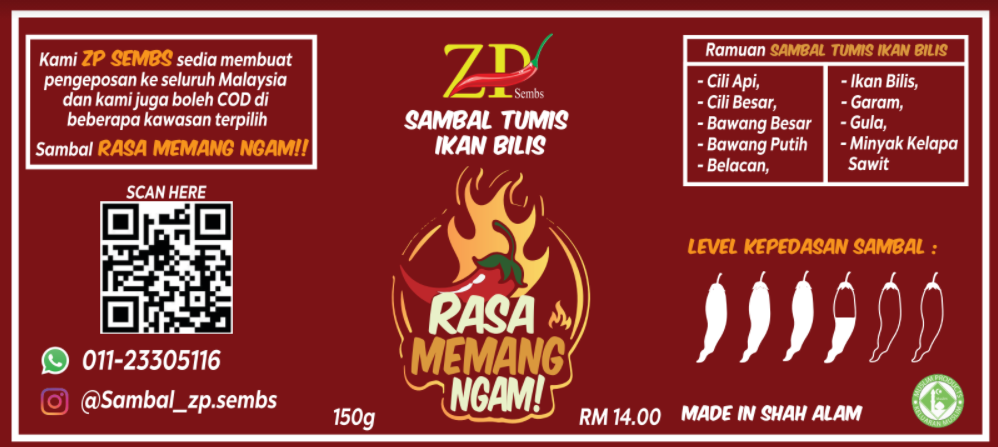 Kami ZP SEMBS sedia membuat
pengeposan ke seluruh Malaysia
dan kami juga boleh COD di
beberapa kawasan terpilih
Sambal RASA MEMANG NGAM!!
SCAN HERE
011-23305116
@Sambal_zp.sembs
ZP
Sembs
SAMBAL TUMIS
IKAN BILIS
RASA
MEMANG
NGAM!
150g
RM 14.00
Ramuan SAMBAL TUMIS IKAN BILIS
- Cili Api,
- Cili Besar,
- Bawang Besar
- Bawang Putih
- Belacan,
- Ikan Bilis,
- Garam,
- Gula,
- Minyak Kelapa
Sawit
LEVEL KEPEDASAN SAMBAL :
MADE IN SHAH ALAM
MUSLIM PRODUCT